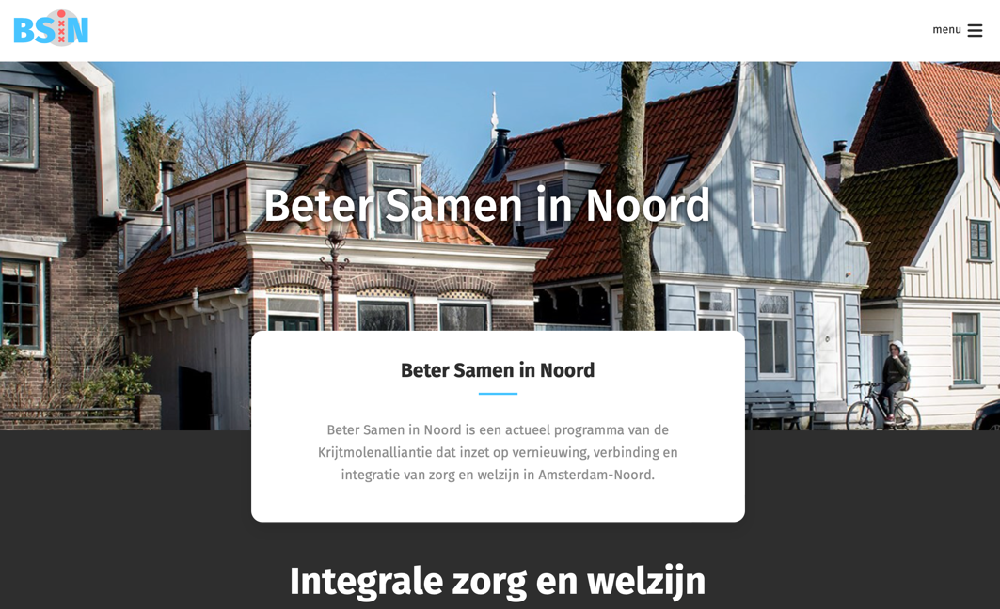 BSiN
menu
Beter Samen in Noord
Beter Samen in Noord
Beter Samen in Noord is een actueel programma van de
Krijtmolenalliantie dat inzet op vernieuwing, verbinding en
integratie van zorg en welzijn in Amsterdam-Noord.
Integrale zorg en welzijn